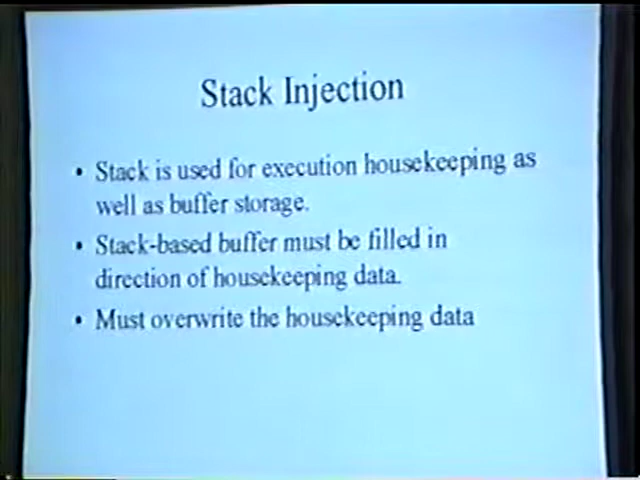 Stack Injection
• Stack is used for execution housekeeping as
well as buffer storage.
• Stack-based buffer must be filled in
direction of housekeeping data.
• Must overwrite the housekeeping data